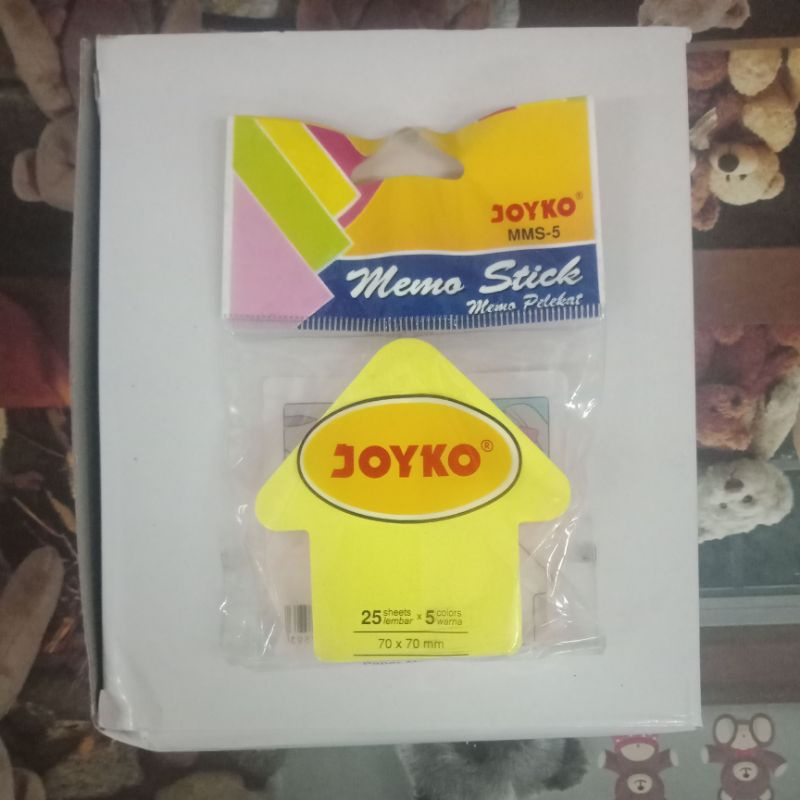 JOYKO®
MMS-5
Memo Stick
Memo Pelekat
JOYKO®
25 sheets lembar x 5 colors warna
70 x 70 mm